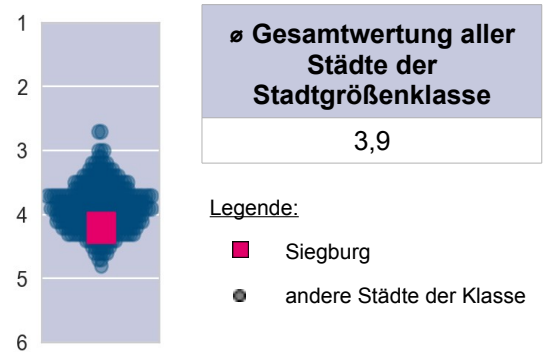 1
2
3
4
5
6
ø Gesamtwertung aller
Städte der
Stadtgrößenklasse
3,9
Legende:
Siegburg
andere Städte der Klasse